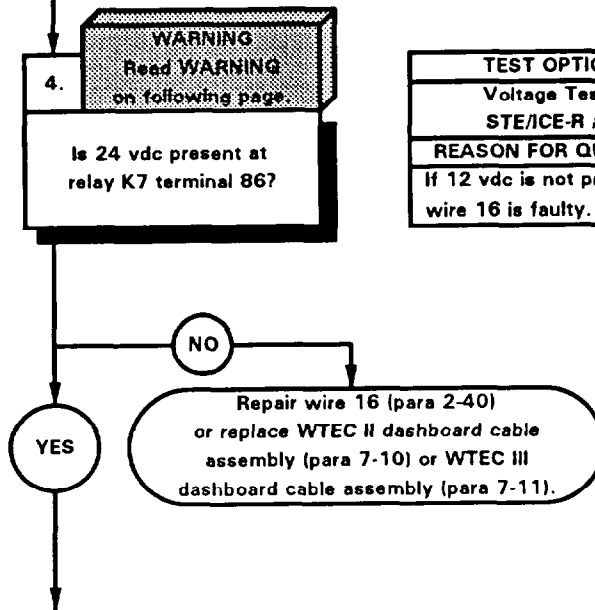 WARNING
Read WARNING
on following page.
4.
Is 24 vdc present at
relay K7 terminal 86?
TEST OPTIO
Voltage Tes
STE/ICE-R
REASON FOR QU
If 12 vdc is not p
wire 16 is faulty.
NO
YES
Repair wire 16 (para 2-40)
or replace WTEC II dashboard cable
assembly (para 7-10) or WTEC III
dashboard cable assembly (para 7-11).